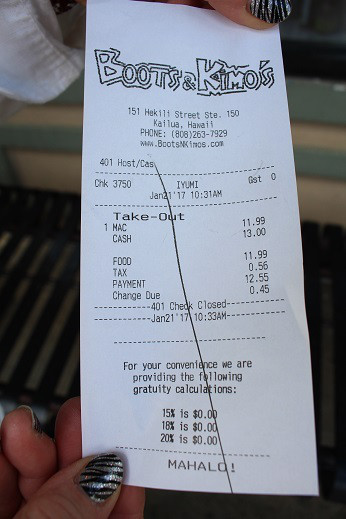 BOOTS & KIMO'S
151 Hekili Street Ste. 150
Kailua, Hawaii
PHONE: (808)263-7929
www.BootsNKimos.com
401 Host/Cas
Chk 3750 IYUMI Gst 0
Jan21'17 10:31AM
Take-Out
1 MAC 11.99
CASH 13.00
FOOD 11.99
TAX 0.56
PAYMENT 12.55
Change Due 0.45
401 Check Closed
Jan21'17 10:33AM
For your convenience we are
providing the following
gratuity calculations:
15% is $0.00
18% is $0.00
20% is $0.00
MAHALO!